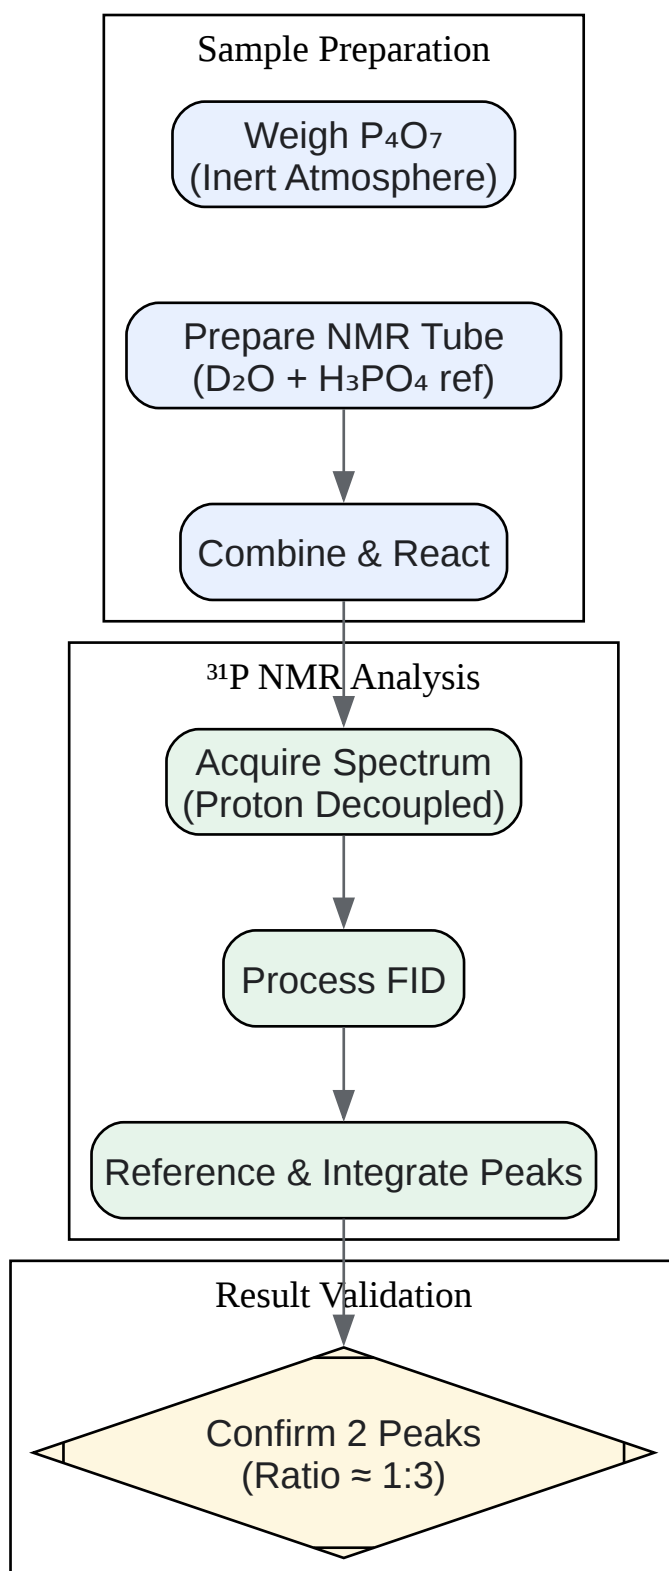 Sample Preparation
Weigh P₄O₇
(Inert Atmosphere)
Prepare NMR Tube
(D₂O + H₃PO₄ ref)
Combine & React
³¹P NMR Analysis
Acquire Spectrum
(Proton Decoupled)
Process FID
Reference & Integrate Peaks
Result Validation
Confirm 2 Peaks
(Ratio ≈ 1:3)